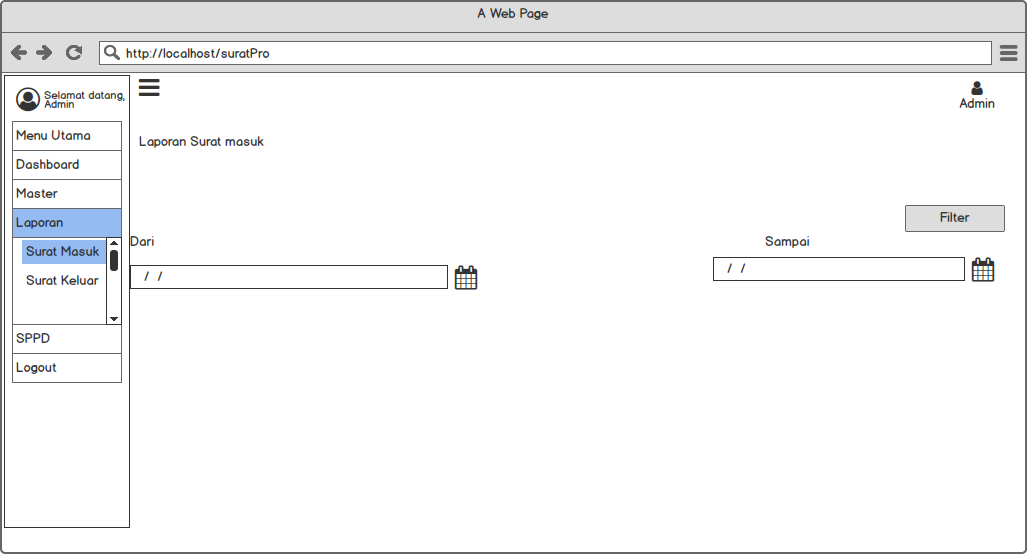 A Web Page
http://localhost/suratPro
Selamat datang,
Admin
Admin
Menu Utama
Dashboard
Master
Laporan
Surat Masuk
Surat Keluar
SPPD
Logout
Laporan Surat masuk
Filter
Dari
Sampai
/ /
/ /